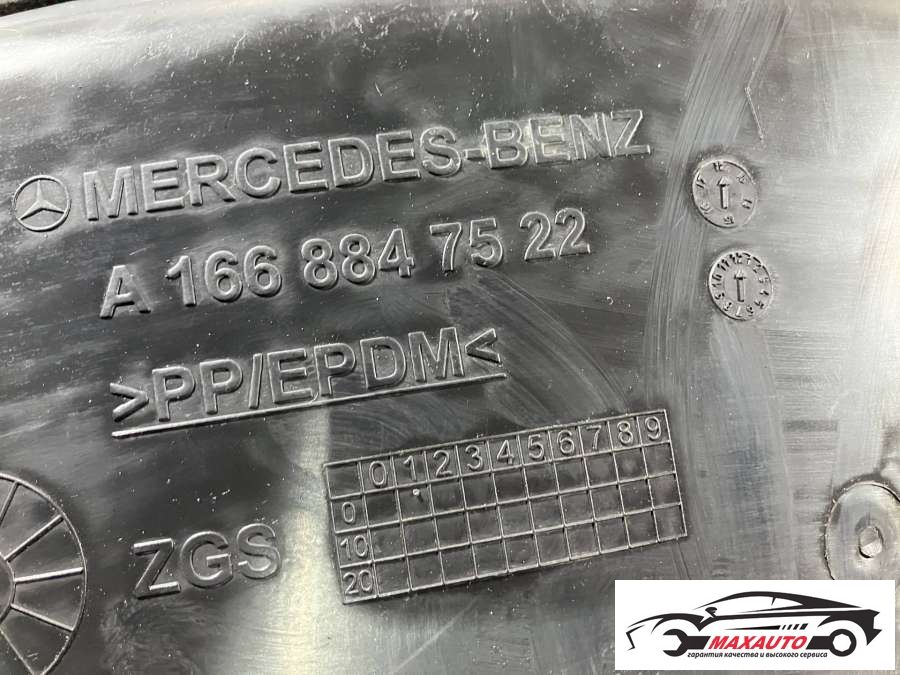 MERCEDES-BENZ
A 166 884 75 22
>PP/EPDM<
0 1 2 3 4 5 6 7 8 9
0
10
20
ZGS
MAXAUTO
гарантия качества и высокого сервиса